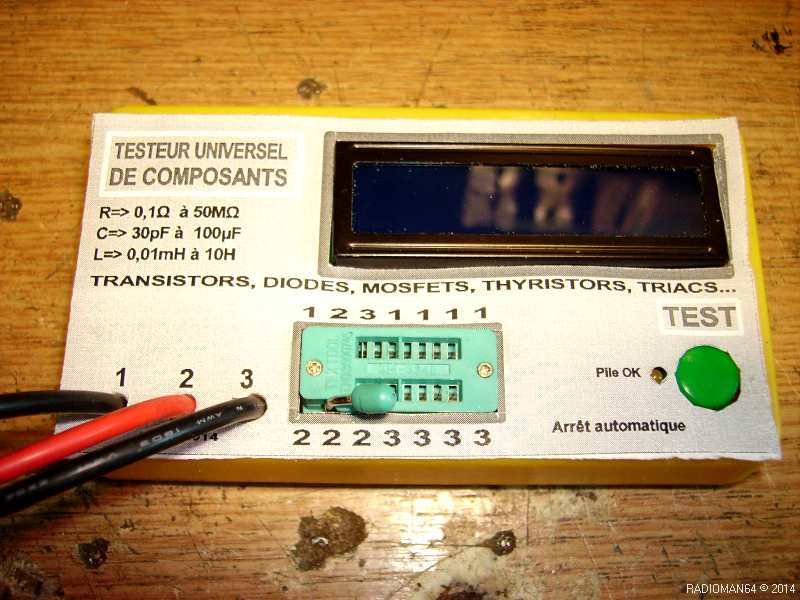 TESTEUR UNIVERSEL
DE COMPOSANTS
R=> 0,1Ω à 50MΩ
C=> 30pF à 100µF
L=> 0,01mH à 10H
TRANSISTORS, DIODES, MOSFETS, THYRISTORS, TRIACS...
1 2 3 1 1 1 1 1
TEST
1 2 3
Pile OK
2 2 2 3 3 3 3 3
Arrêt automatique
RADIOMAN64 © 2014